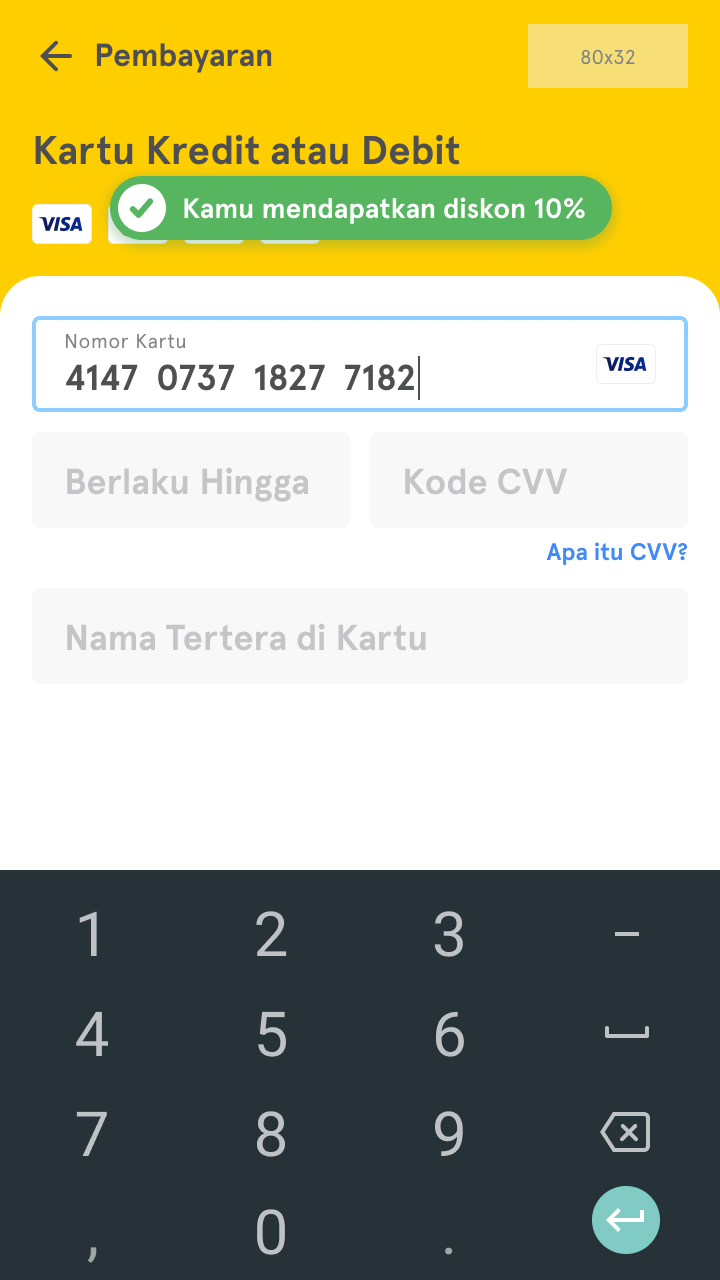 Pembayaran
80x32
Kartu Kredit atau Debit
VISA
Kamu mendapatkan diskon 10%
Nomor Kartu
4147 0737 1827 7182
VISA
Berlaku Hingga
Kode CVV
Apa itu CVV?
Nama Tertera di Kartu
1 2 3 –
4 5 6
7 8 9
, 0 .